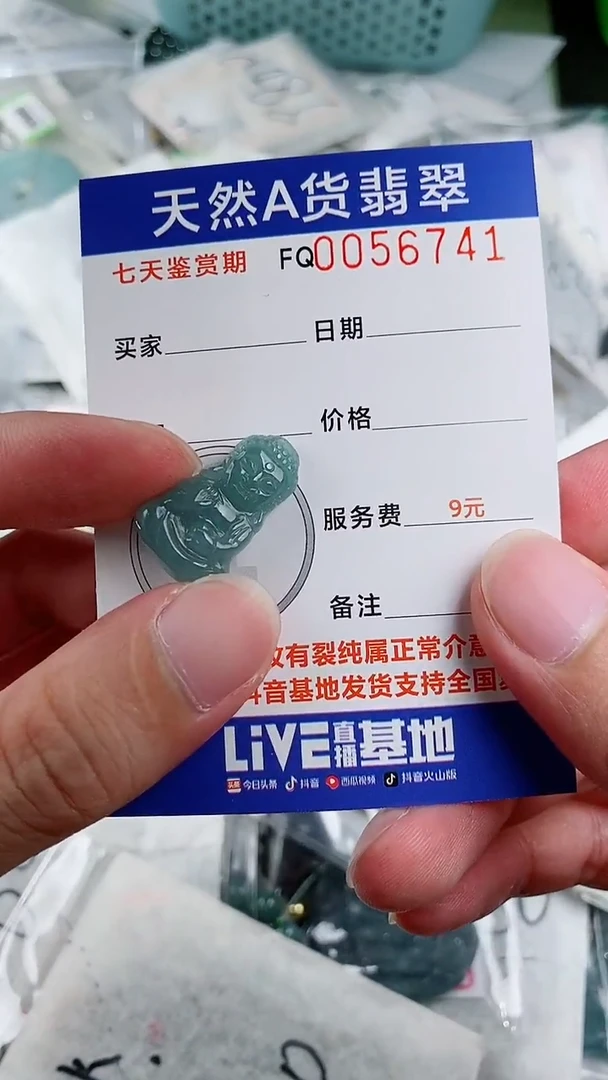 天然A货翡翠
七天鉴赏期 FQ0056741
买家 日期
价格
服务费 9元
备注
有裂纯属正常介意
音基地发货支持全国
LiVE直播基地
今日头条 抖音 西瓜视频 抖音火山版